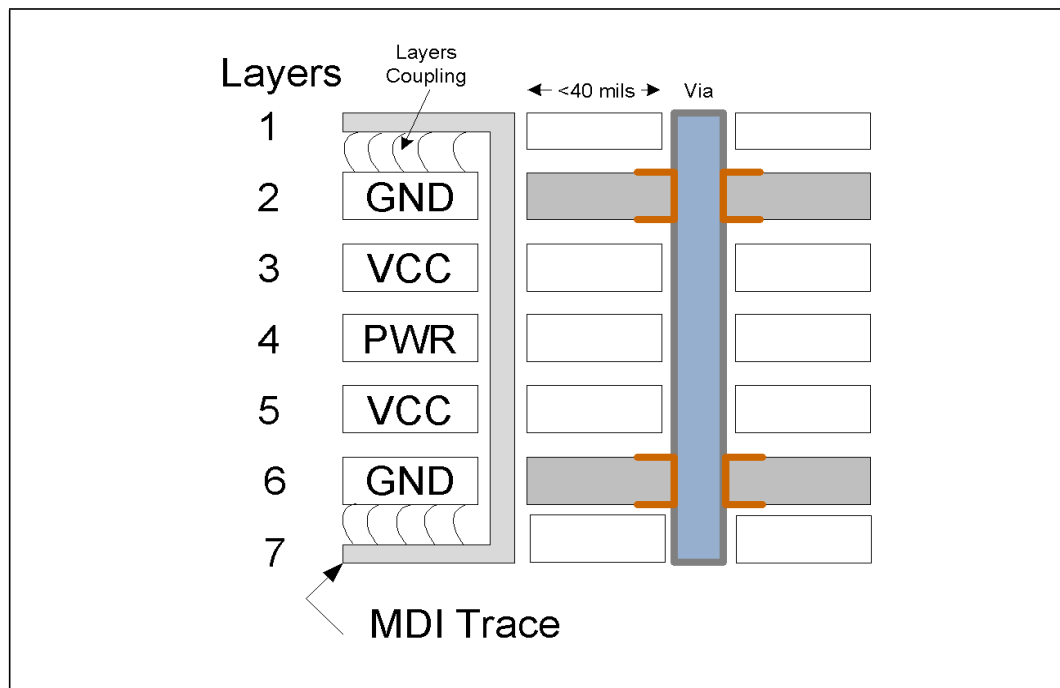 Layers
Coupling
Layers
<40 mils
Via
1
2
GND
3
VCC
4
PWR
5
VCC
6
GND
7
MDI Trace